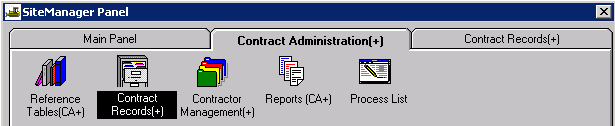 SiteManager Panel
Main Panel
Contract Administration(+)
Contract Records(+)
Reference
Tables(CA+)
Contract
Records(+)
Contractor
Management(+)
Reports (CA+)
Process List